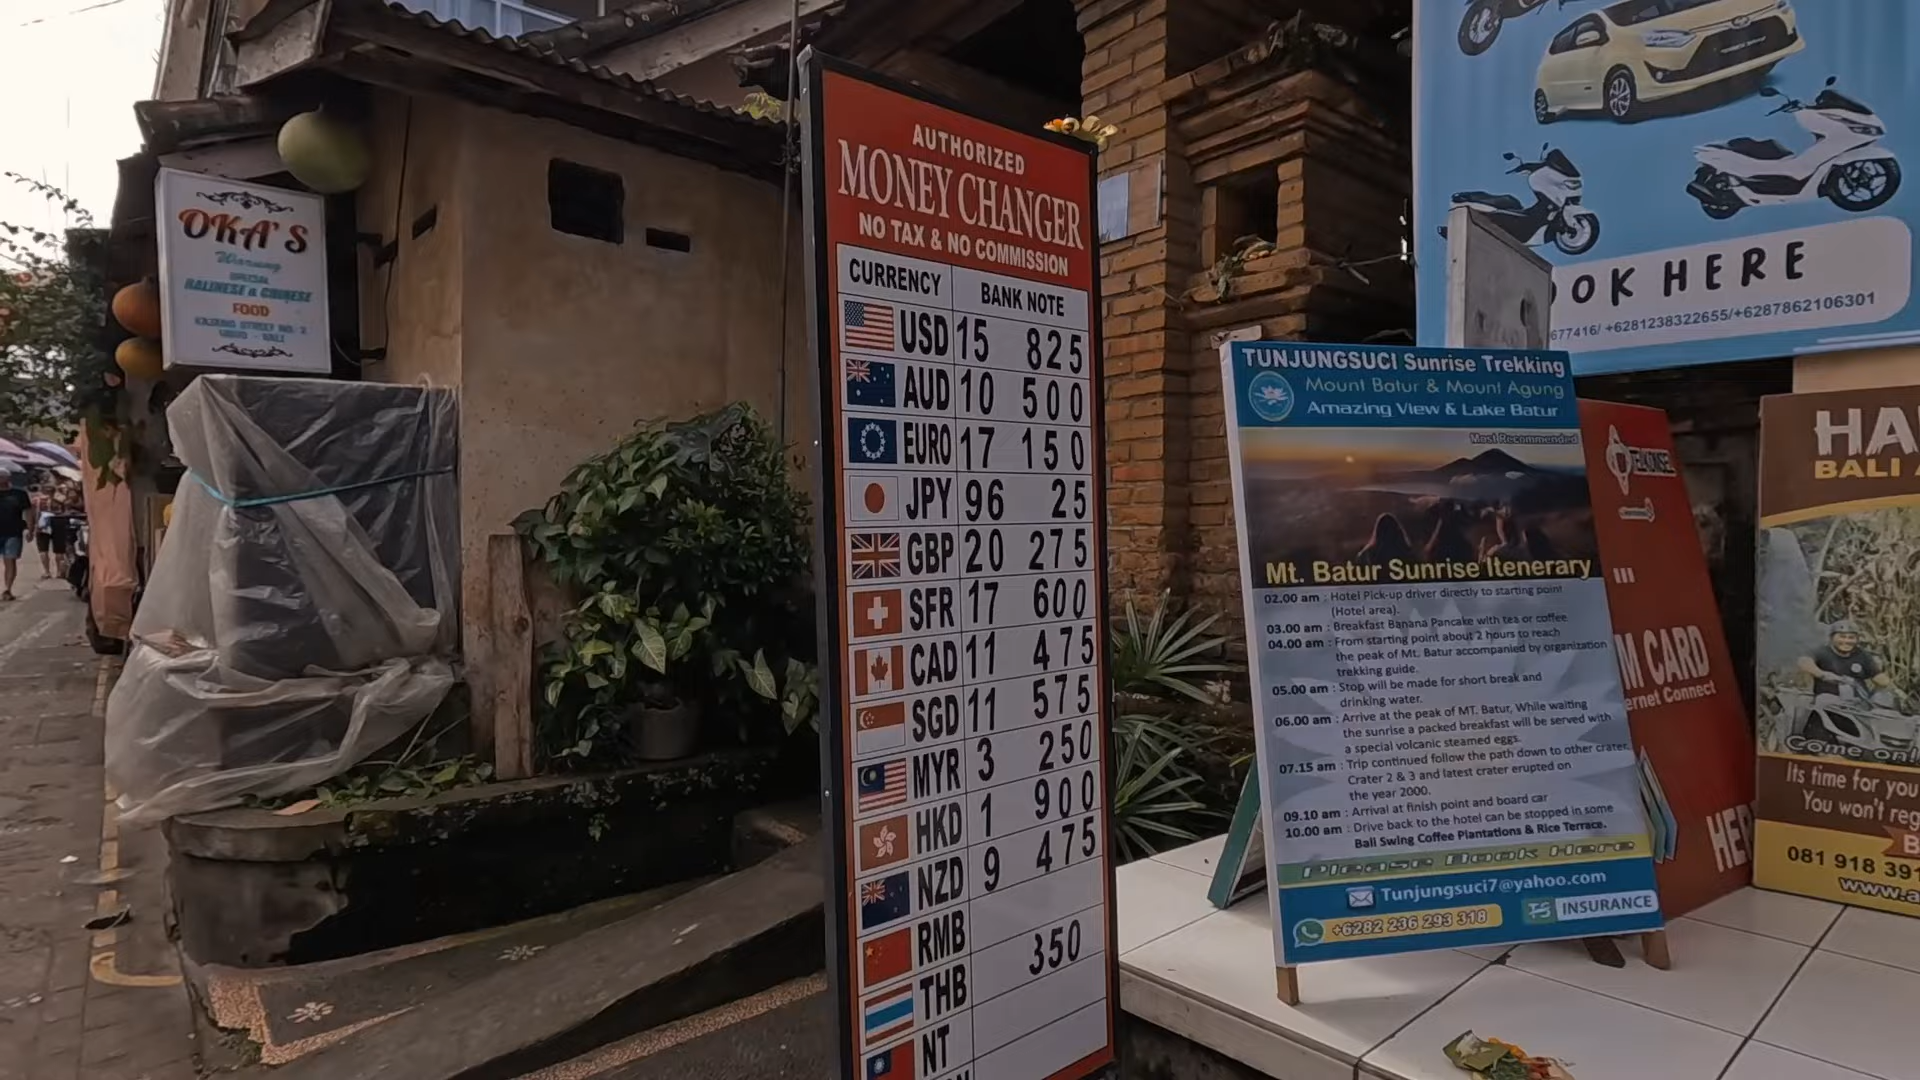 OKA'S
Warung
SPECIAL
BALINESE & CHINESE
FOOD
UBUD - BALI
AUTHORIZED
MONEY CHANGER
NO TAX & NO COMMISSION
CURRENCY BANK NOTE
USD 15 825
AUD 10 500
EURO 17 150
JPY 96 25
GBP 20 275
SFR 17 600
CAD 11 475
SGD 11 575
MYR 3 250
HKD 1 900
NZD 9 475
RMB
THB 350
NT
OOK HERE
677416/ +6281238322655/+6287862106301
TUNJUNGSUCI Sunrise Trekking
Mount Batur & Mount Agung
Amazing View & Lake Batur
Most Recommended
Mt. Batur Sunrise Itenerary
02.00 am : Hotel Pick-up driver directly to starting point
(Hotel area).
03.00 am : Breakfast Banana Pancake with tea or coffee.
04.00 am : From starting point about 2 hours to reach
the peak of Mt. Batur accompanied by organization
trekking guide.
05.00 am : Stop will be made for short break and
drinking water.
06.00 am : Arrive at the peak of MT. Batur, While waiting
the sunrise a packed breakfast will be served with
a special volcanic steamed eggs.
07.15 am : Trip continued follow the path down to other crater.
Crater 2 & 3 and latest crater erupted on
the year 2000.
09.10 am : Arrival at finish point and board car
10.00 am : Drive back to the hotel can be stopped in some
Bali Swing Coffee Plantations & Rice Terrace.
Please Book Here
Tunjungsuci7@yahoo.com
+6282 236 293 318
INSURANCE
TELKOMSEL
M CARD
ernet Connect
HER
HA
BALI A
Come on!
Its time for you
You won't reg
B
081 918 391
www.a